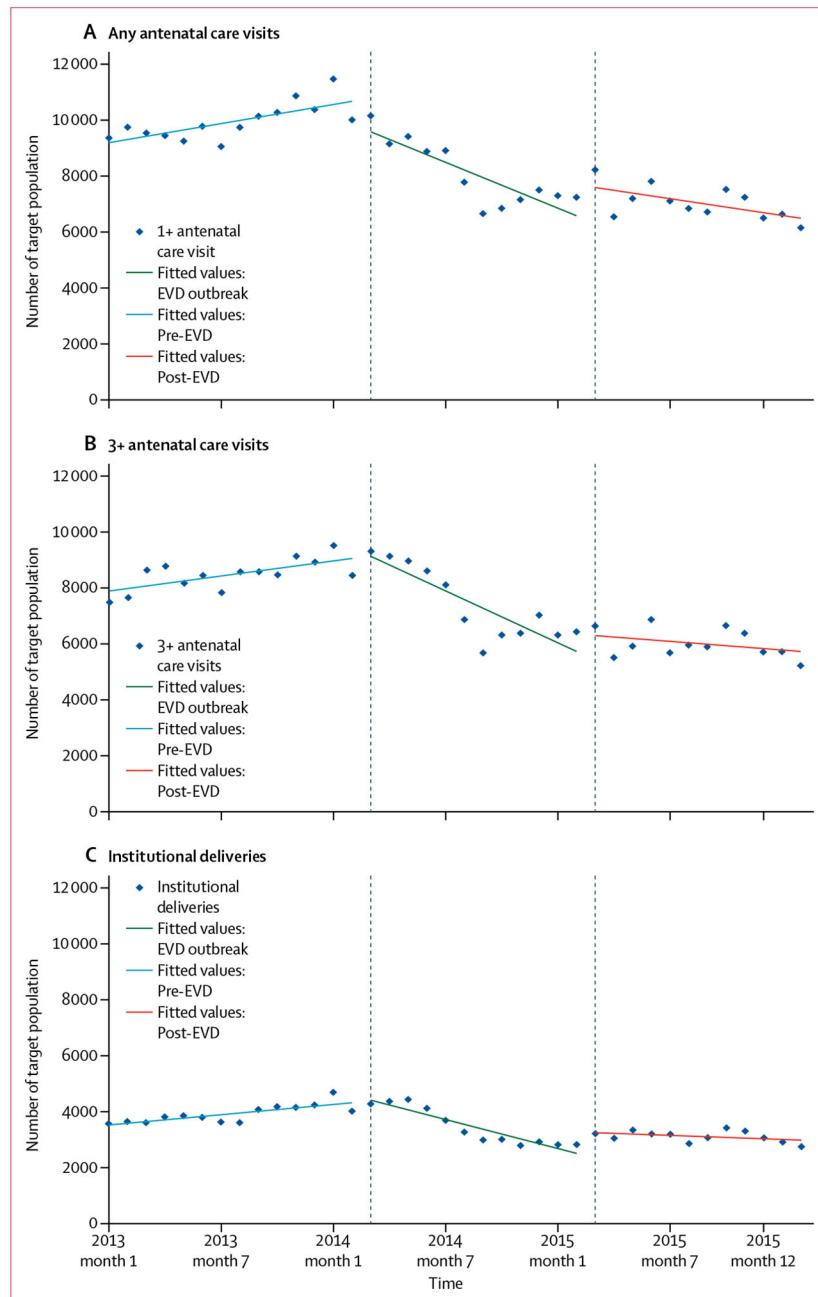 A Any antenatal care visits
12 000
10 000
8000
6000
4000
2000
0
Number of target population
1+ antenatal
care visit
Fitted values:
EVD outbreak
Fitted values:
Pre-EVD
Fitted values:
Post-EVD
B 3+ antenatal care visits
12 000
10 000
8000
6000
4000
2000
0
Number of target population
3+ antenatal
care visits
Fitted values:
EVD outbreak
Fitted values:
Pre-EVD
Fitted values:
Post-EVD
C Institutional deliveries
12 000
10 000
8000
6000
4000
2000
0
Number of target population
Institutional
deliveries
Fitted values:
EVD outbreak
Fitted values:
Pre-EVD
Fitted values:
Post-EVD
2013 2013 2014 2014 2015 2015 2015
month 1 month 7 month 1 month 7 month 1 month 7 month 12
Time